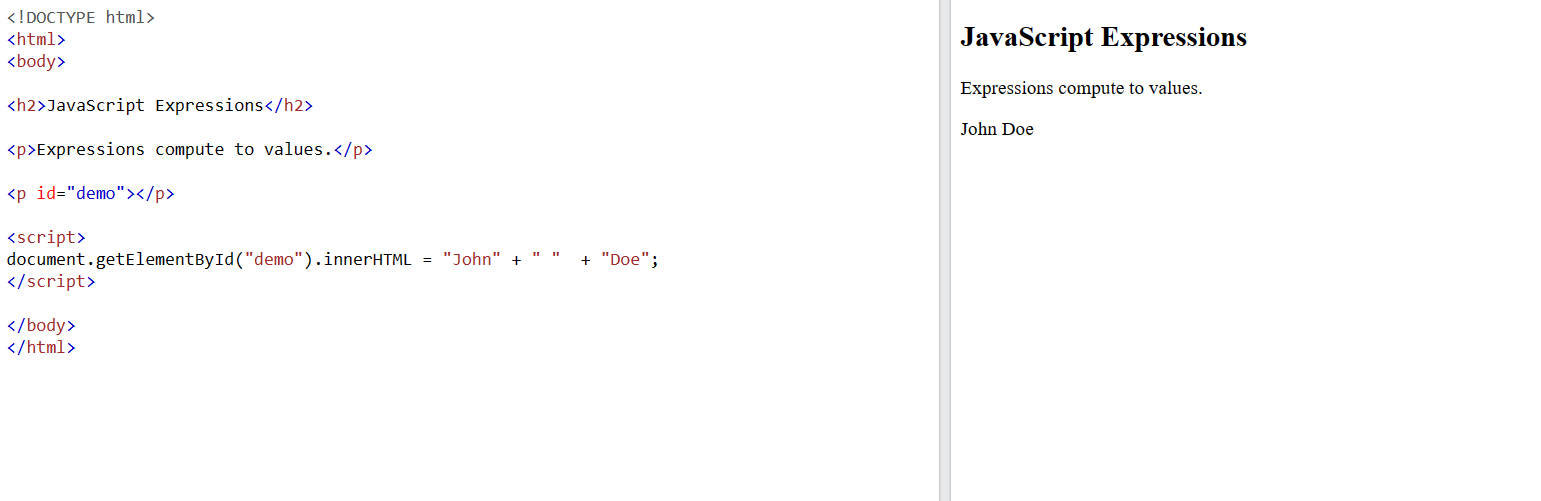 <!DOCTYPE html>
<html>
<body>
<h2>JavaScript Expressions</h2>
<p>Expressions compute to values.</p>
<p id="demo"></p>
<script>
document.getElementById("demo").innerHTML = "John" + " "  + "Doe";
</script>
</body>
</html>
JavaScript Expressions
Expressions compute to values.
John Doe